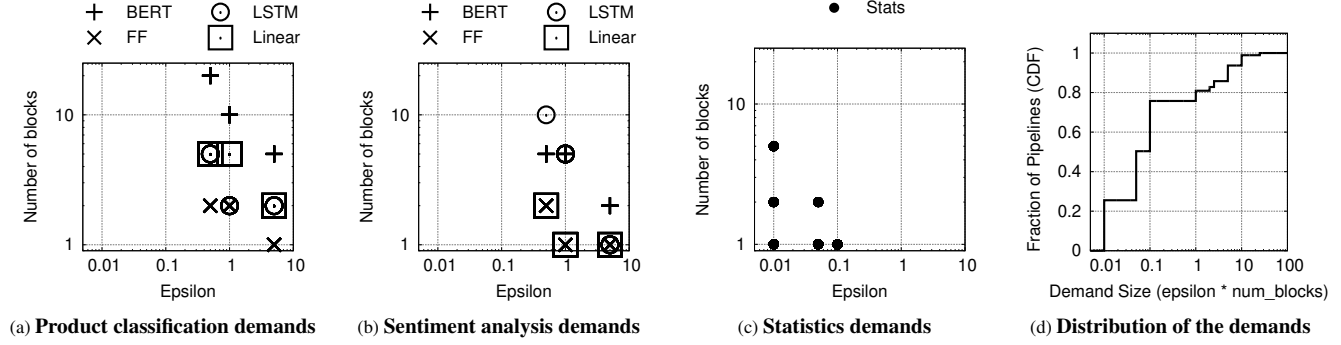 BERT LSTM
FF Linear
10
1
0.01 0.1 1 10
Number of blocks
Epsilon
(a) Product classification demands
BERT LSTM
FF Linear
10
1
0.01 0.1 1 10
Number of blocks
Epsilon
(b) Sentiment analysis demands
Stats
10
1
0.01 0.1 1 10
Number of blocks
Epsilon
(c) Statistics demands
1
0.8
0.6
0.4
0.2
0
0.01 0.1 1 10 100
Fraction of Pipelines (CDF)
Demand Size (epsilon * num_blocks)
(d) Distribution of the demands